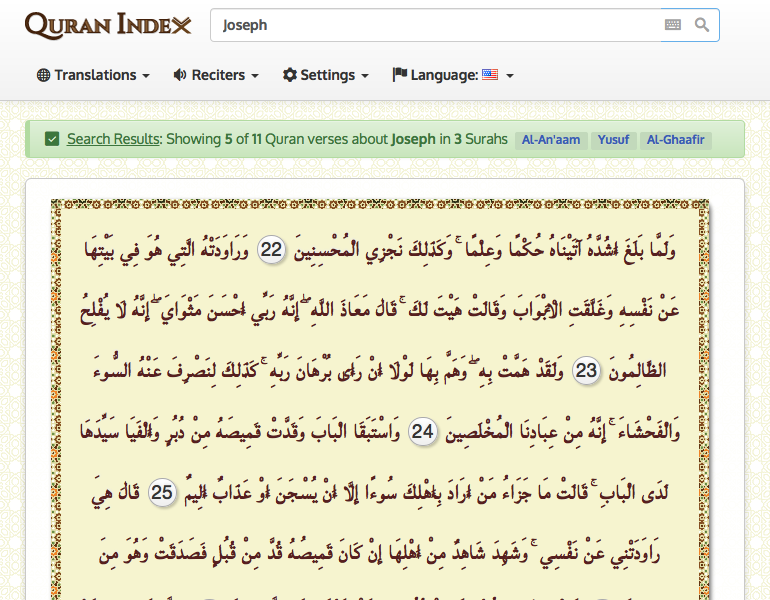 QURAN INDEX
Joseph
Translations
Reciters
Settings
Language:
Search Results: Showing 5 of 11 Quran verses about Joseph in 3 Surahs Al-An'aam Yusuf Al-Ghaafir
وَلَمَّا بَلَغَ أَشُدَّهُ آتَيْنَاهُ حُكْمًا وَعِلْمًا ۚ وَكَذَٰلِكَ نَجْزِي الْمُحْسِنِينَ 22 وَرَاوَدَتْهُ الَّتِي هُوَ فِي بَيْتِهَا
عَنْ نَفْسِهِ وَغَلَّقَتِ الْأَبْوَابَ وَقَالَتْ هَيْتَ لَكَ ۚ قَالَ مَعَاذَ اللَّهِ ۖ إِنَّهُ رَبِّي أَحْسَنَ مَثْوَايَ ۖ إِنَّهُ لَا يُفْلِحُ
الظَّالِمُونَ 23 وَلَقَدْ هَمَّتْ بِهِ ۖ وَهَمَّ بِهَا لَوْلَا أَنْ رَأَىٰ بُرْهَانَ رَبِّهِ ۚ كَذَٰلِكَ لِنَصْرِفَ عَنْهُ السُّوءَ
وَالْفَحْشَاءَ ۚ إِنَّهُ مِنْ عِبَادِنَا الْمُخْلَصِينَ 24 وَاسْتَبَقَا الْبَابَ وَقَدَّتْ قَمِيصَهُ مِنْ دُبُرٍ وَأَلْفَيَا سَيِّدَهَا
لَدَى الْبَابِ ۚ قَالَتْ مَا جَزَاءُ مَنْ أَرَادَ بِأَهْلِكَ سُوءًا إِلَّا أَنْ يُسْجَنَ أَوْ عَذَابٌ أَلِيمٌ 25 قَالَ هِيَ
رَاوَدَتْنِي عَنْ نَفْسِي ۚ وَشَهِدَ شَاهِدٌ مِنْ أَهْلِهَا إِنْ كَانَ قَمِيصُهُ قُدَّ مِنْ قُبُلٍ فَصَدَقَتْ وَهُوَ مِنَ